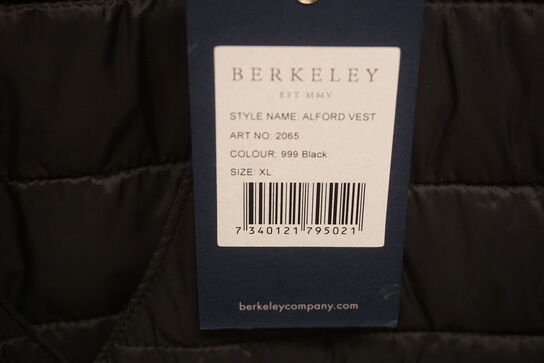 BERKELEY
EST MMV
STYLE NAME: ALFORD VEST
ART NO: 2065
COLOUR: 999 Black
SIZE: XL
7 340121 795021
berkeleycompany.com